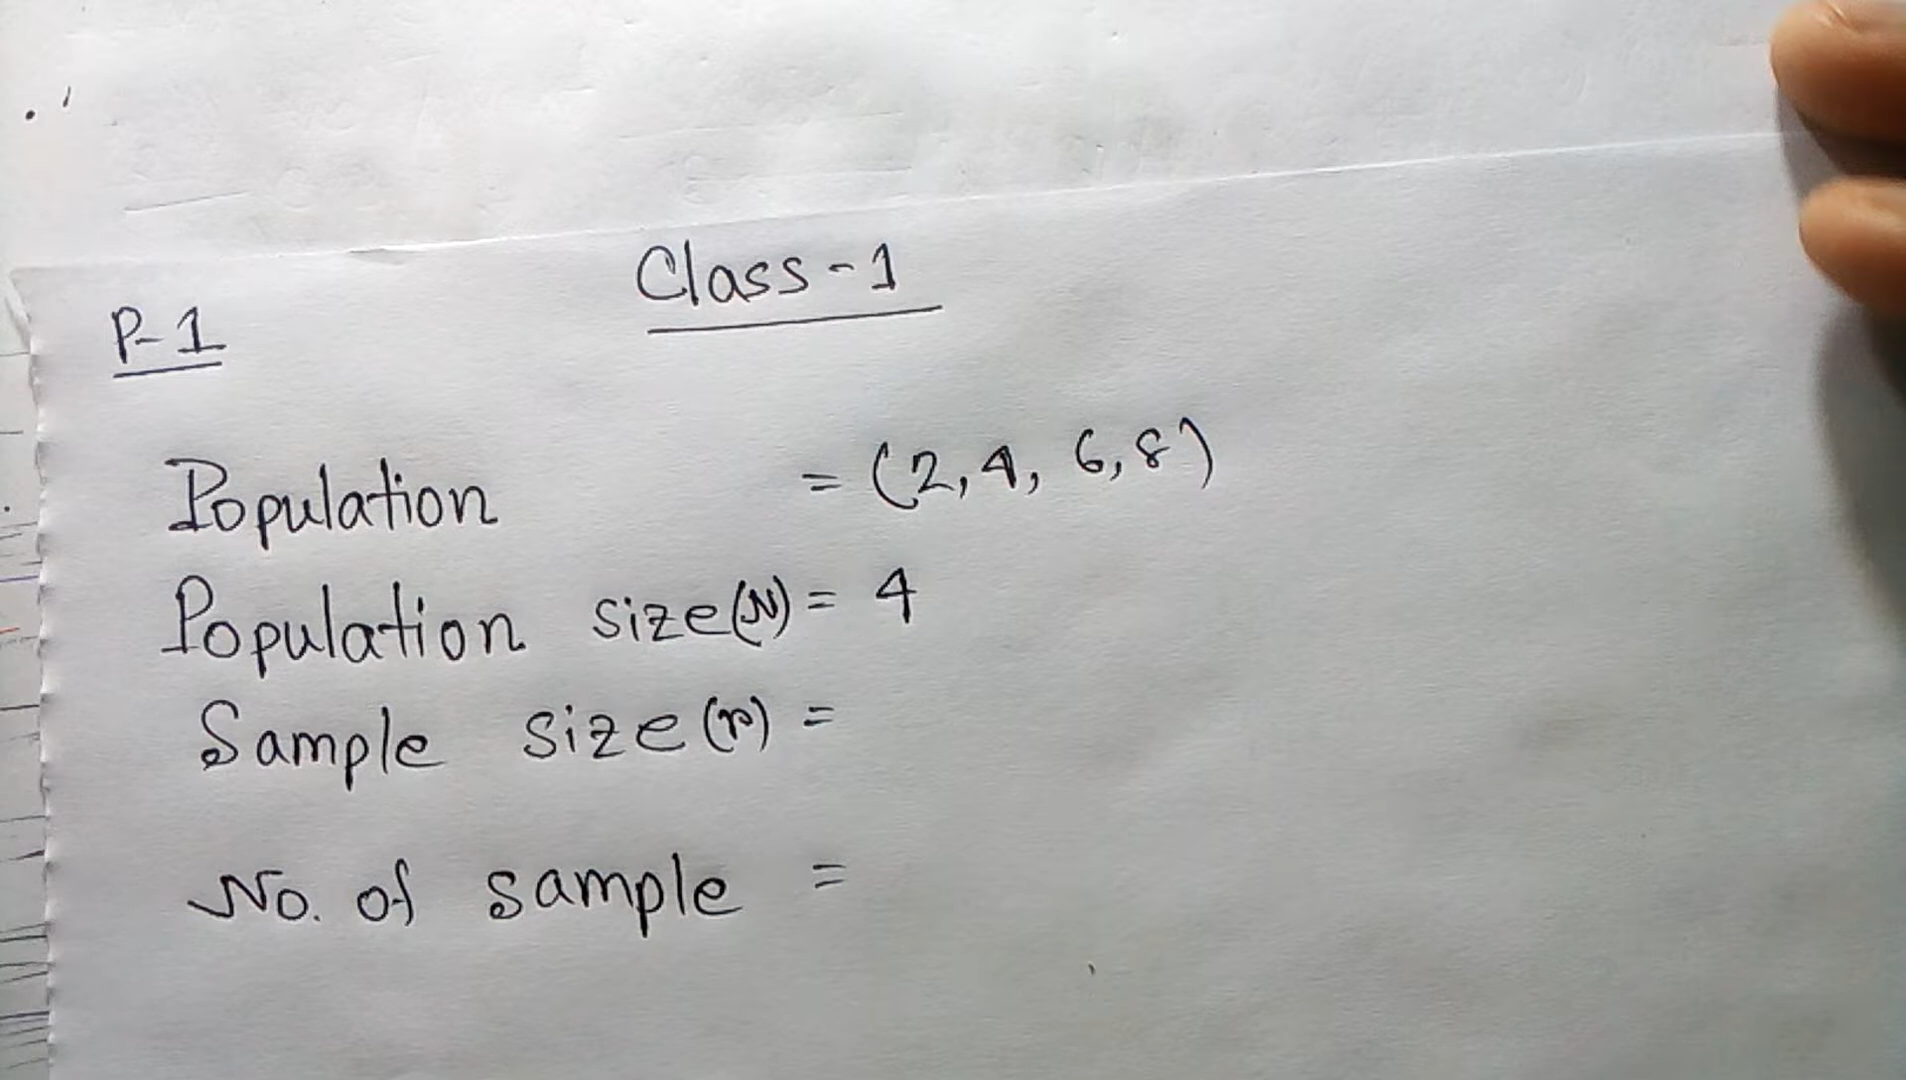 Class-1
P-1
Population = (2, 4, 6, 8)
Population size(N) = 4
Sample size(n) =
No. of sample =